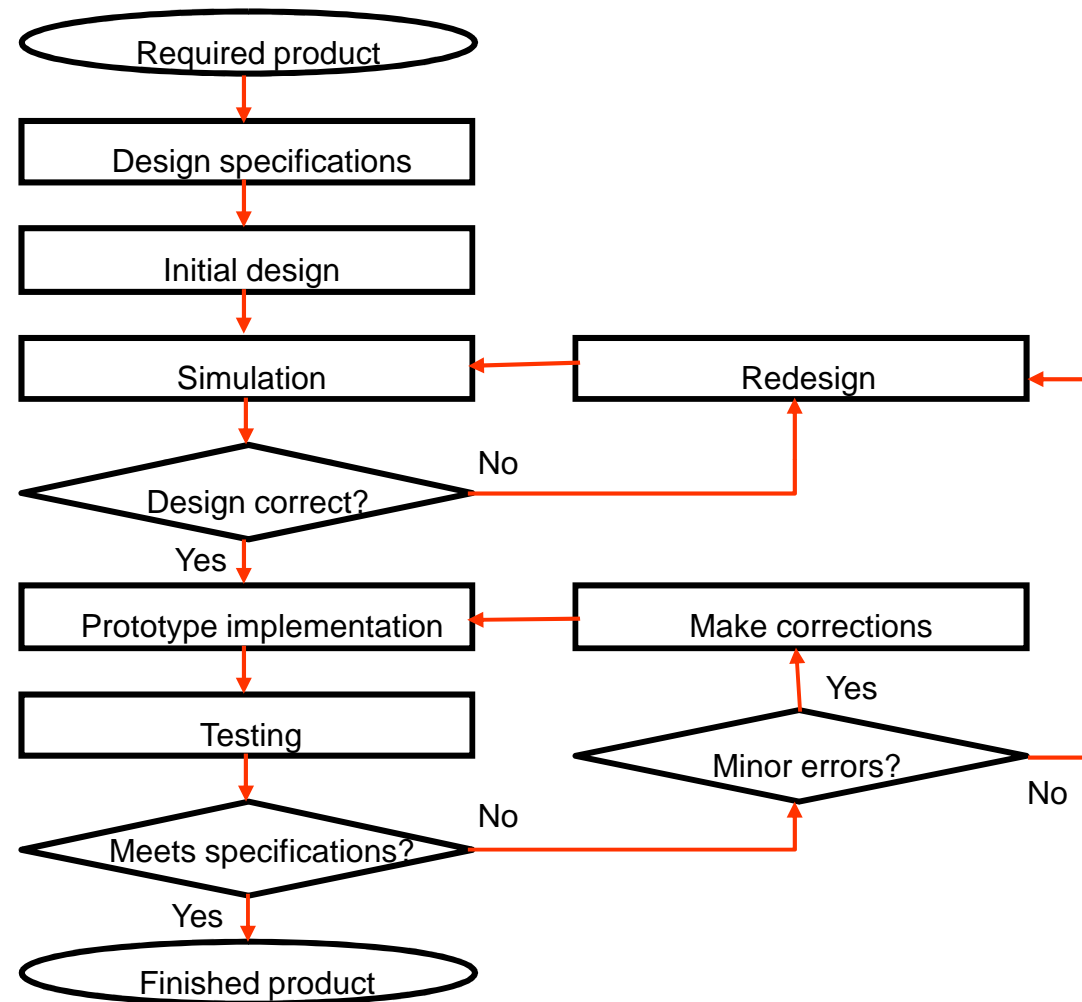 Required product
Design specifications
Initial design
Simulation
Redesign
No
Design correct?
Yes
Prototype implementation
Make corrections
Yes
Testing
Minor errors?
No
No
Meets specifications?
Yes
Finished product